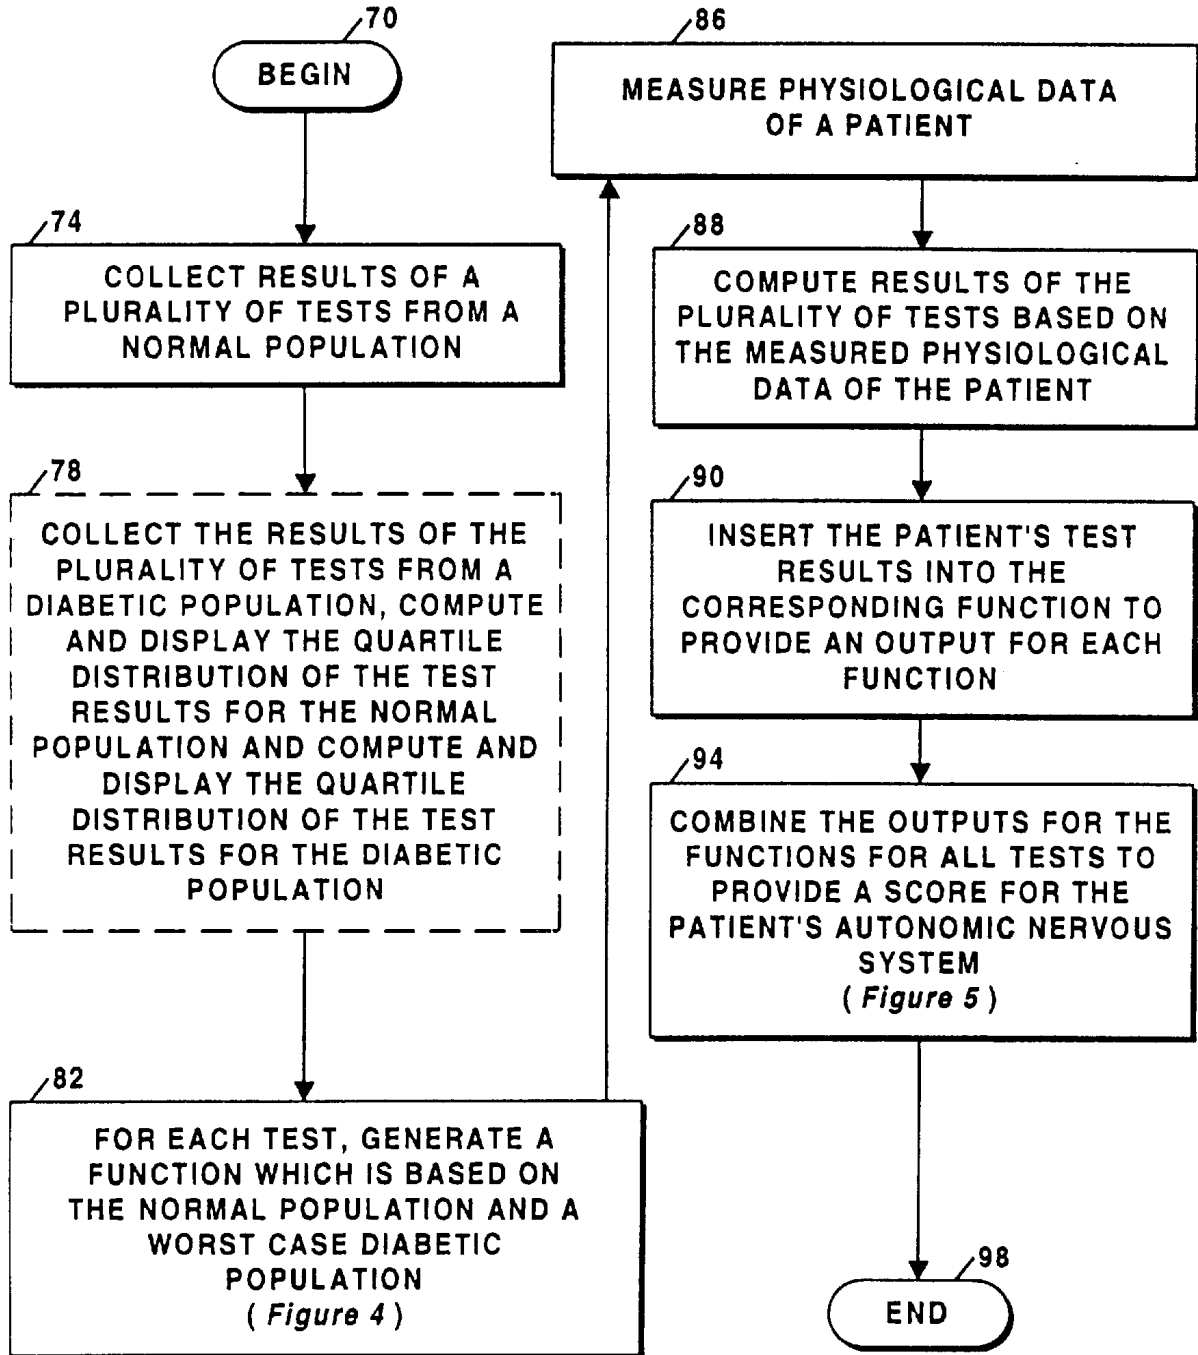 70
BEGIN
74
COLLECT RESULTS OF A
PLURALITY OF TESTS FROM A
NORMAL POPULATION
78
COLLECT THE RESULTS OF THE
PLURALITY OF TESTS FROM A
DIABETIC POPULATION, COMPUTE
AND DISPLAY THE QUARTILE
DISTRIBUTION OF THE TEST
RESULTS FOR THE NORMAL
POPULATION AND COMPUTE AND
DISPLAY THE QUARTILE
DISTRIBUTION OF THE TEST
RESULTS FOR THE DIABETIC
POPULATION
82
FOR EACH TEST, GENERATE A
FUNCTION WHICH IS BASED ON
THE NORMAL POPULATION AND A
WORST CASE DIABETIC
POPULATION
( Figure 4 )
86
MEASURE PHYSIOLOGICAL DATA
OF A PATIENT
88
COMPUTE RESULTS OF THE
PLURALITY OF TESTS BASED ON
THE MEASURED PHYSIOLOGICAL
DATA OF THE PATIENT
90
INSERT THE PATIENT'S TEST
RESULTS INTO THE
CORRESPONDING FUNCTION TO
PROVIDE AN OUTPUT FOR EACH
FUNCTION
94
COMBINE THE OUTPUTS FOR THE
FUNCTIONS FOR ALL TESTS TO
PROVIDE A SCORE FOR THE
PATIENT'S AUTONOMIC NERVOUS
SYSTEM
( Figure 5 )
98
END